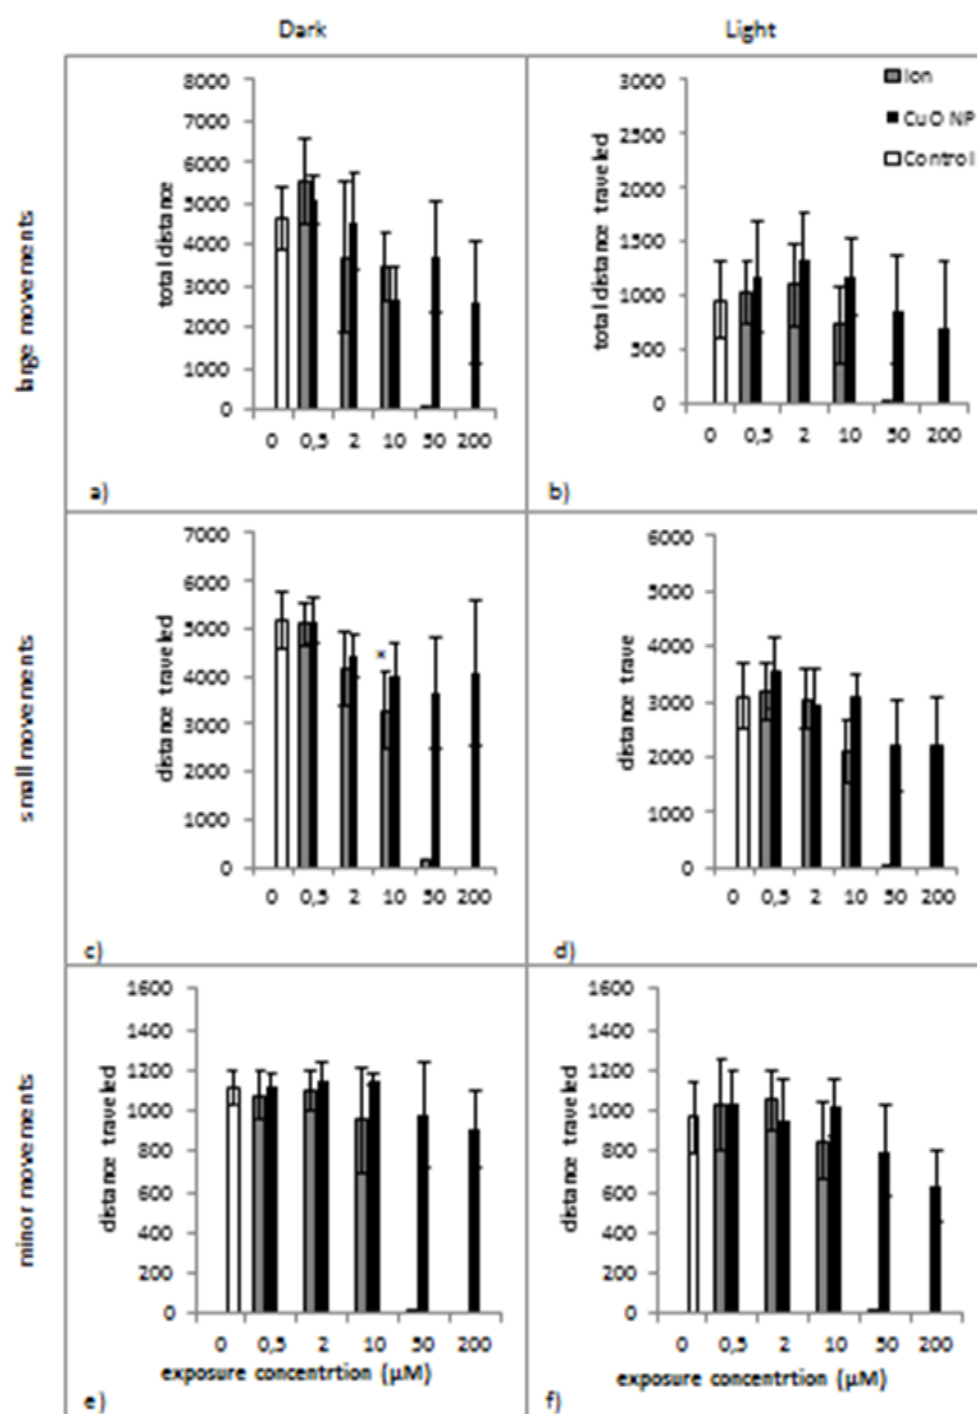 Dark
Light
large movements
total distance
8000
7000
6000
5000
4000
3000
2000
1000
0
0 0,5 2 10 50 200
a)
total distance traveled
3000
2500
2000
1500
1000
500
0
0 0,5 2 10 50 200
Ion
CuO NP
Control
b)
small movements
distance traveled
7000
6000
5000
4000
3000
2000
1000
0
×
0 0,5 2 10 50 200
c)
distance trave
6000
5000
4000
3000
2000
1000
0
0 0,5 2 10 50 200
d)
minor movements
distance traveled
1600
1400
1200
1000
800
600
400
200
0
0 0,5 2 10 50 200
exposure concentrtion (µM)
e)
distance traveled
1600
1400
1200
1000
800
600
400
200
0
0 0,5 2 10 50 200
exposure concentrtion (µM)
f)